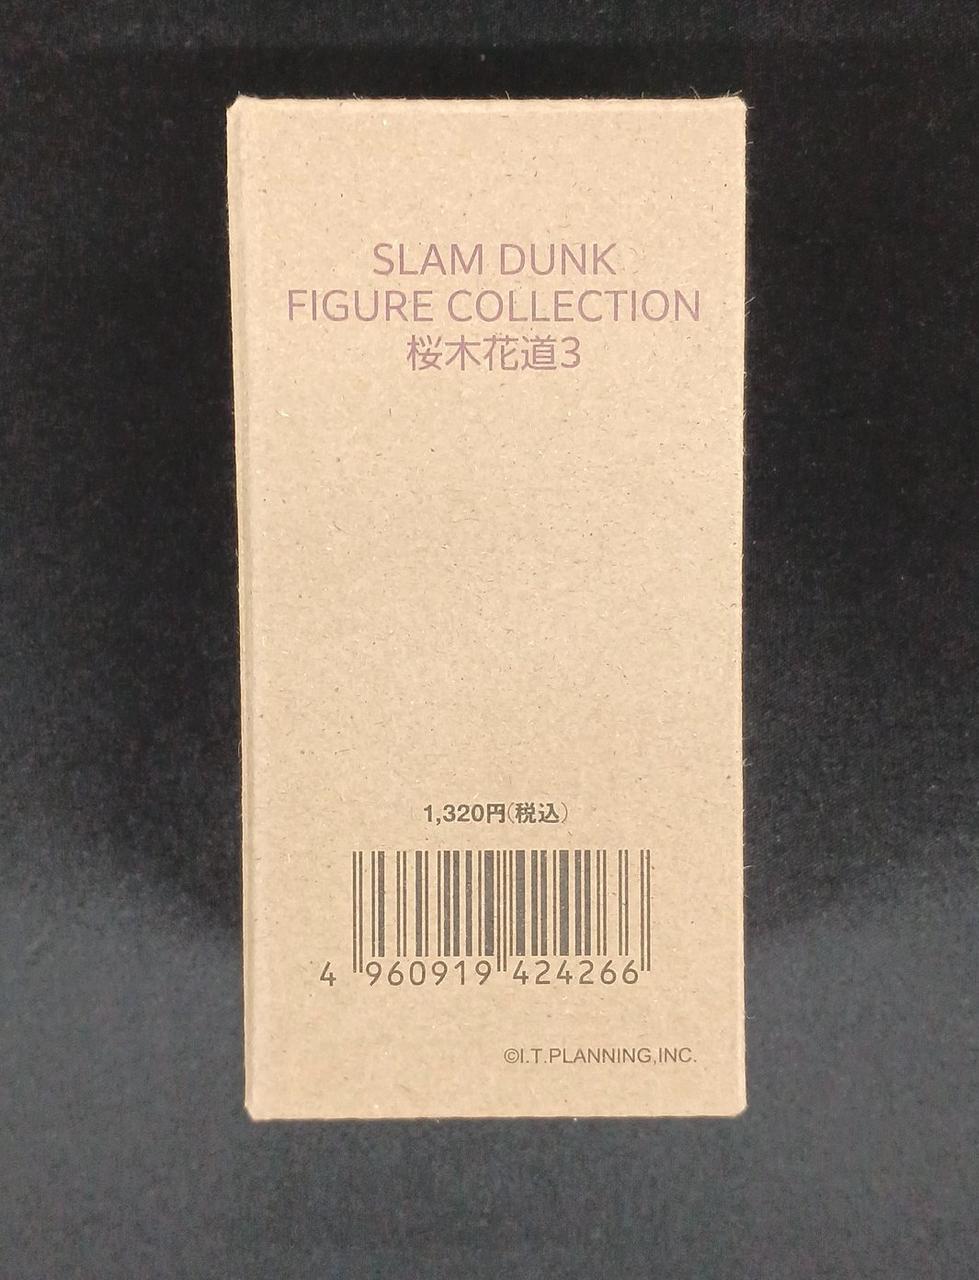 SLAM DUNK
FIGURE COLLECTION
桜木花道3
1,320円(税込)
4 960919 424266
©I.T.PLANNING,INC.